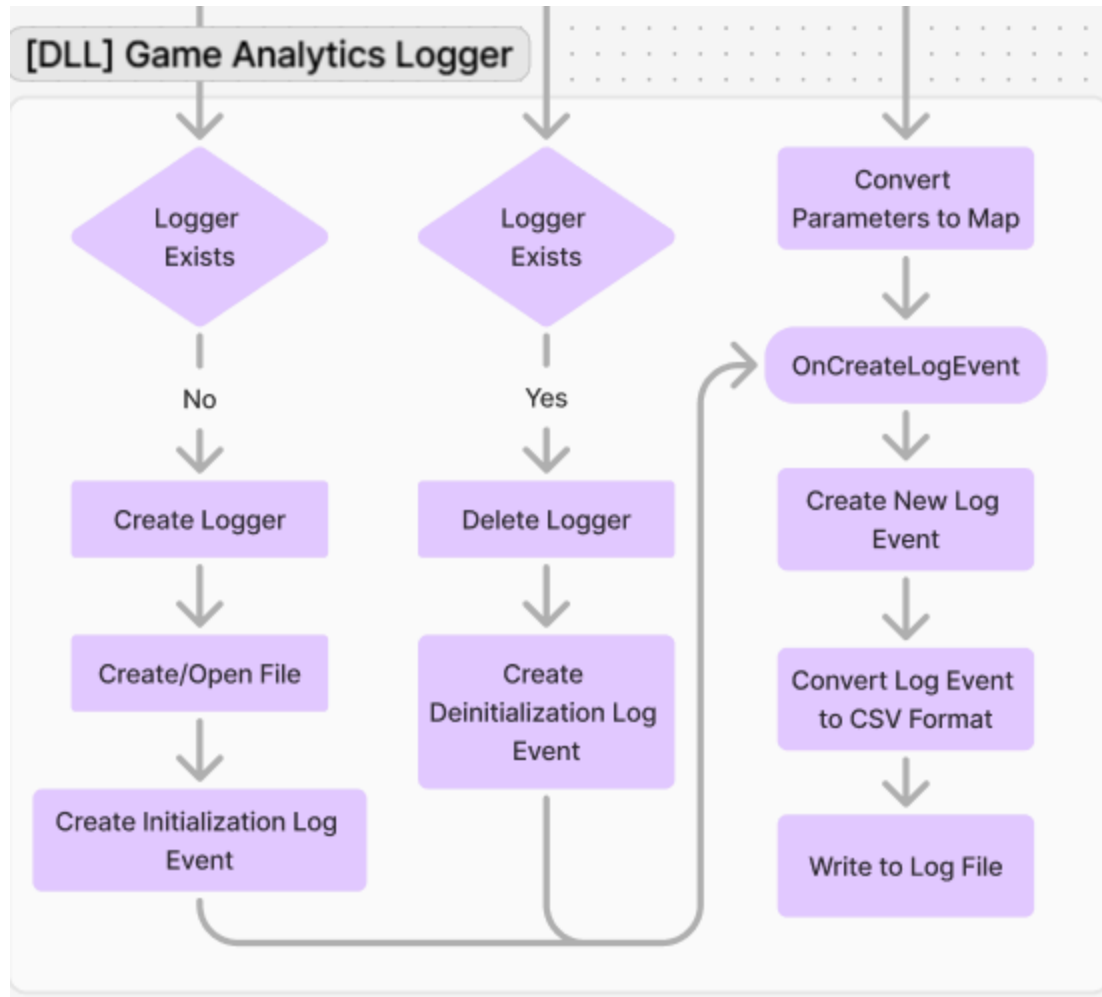 [DLL] Game Analytics Logger
Logger
Exists
No
Create Logger
Create/Open File
Create Initialization Log
Event
Logger
Exists
Yes
Delete Logger
Create
Deinitialization Log
Event
Convert
Parameters to Map
OnCreateLogEvent
Create New Log
Event
Convert Log Event
to CSV Format
Write to Log File